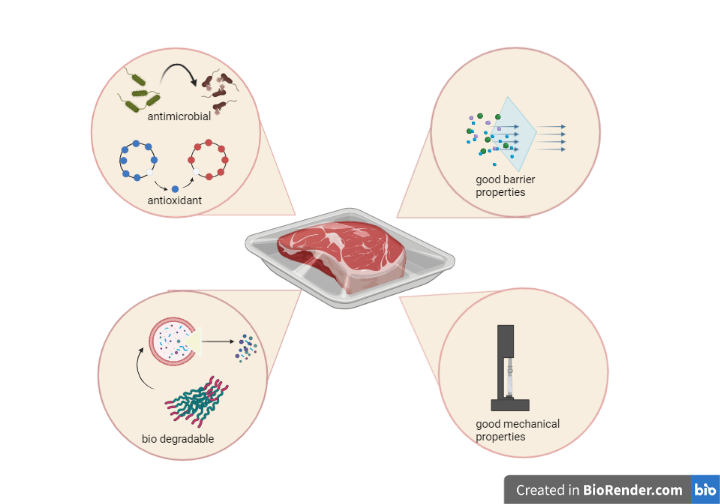 antimicrobial
antioxidant
good barrier
properties
bio degradable
good mechanical
properties
Created in BioRender.com bio